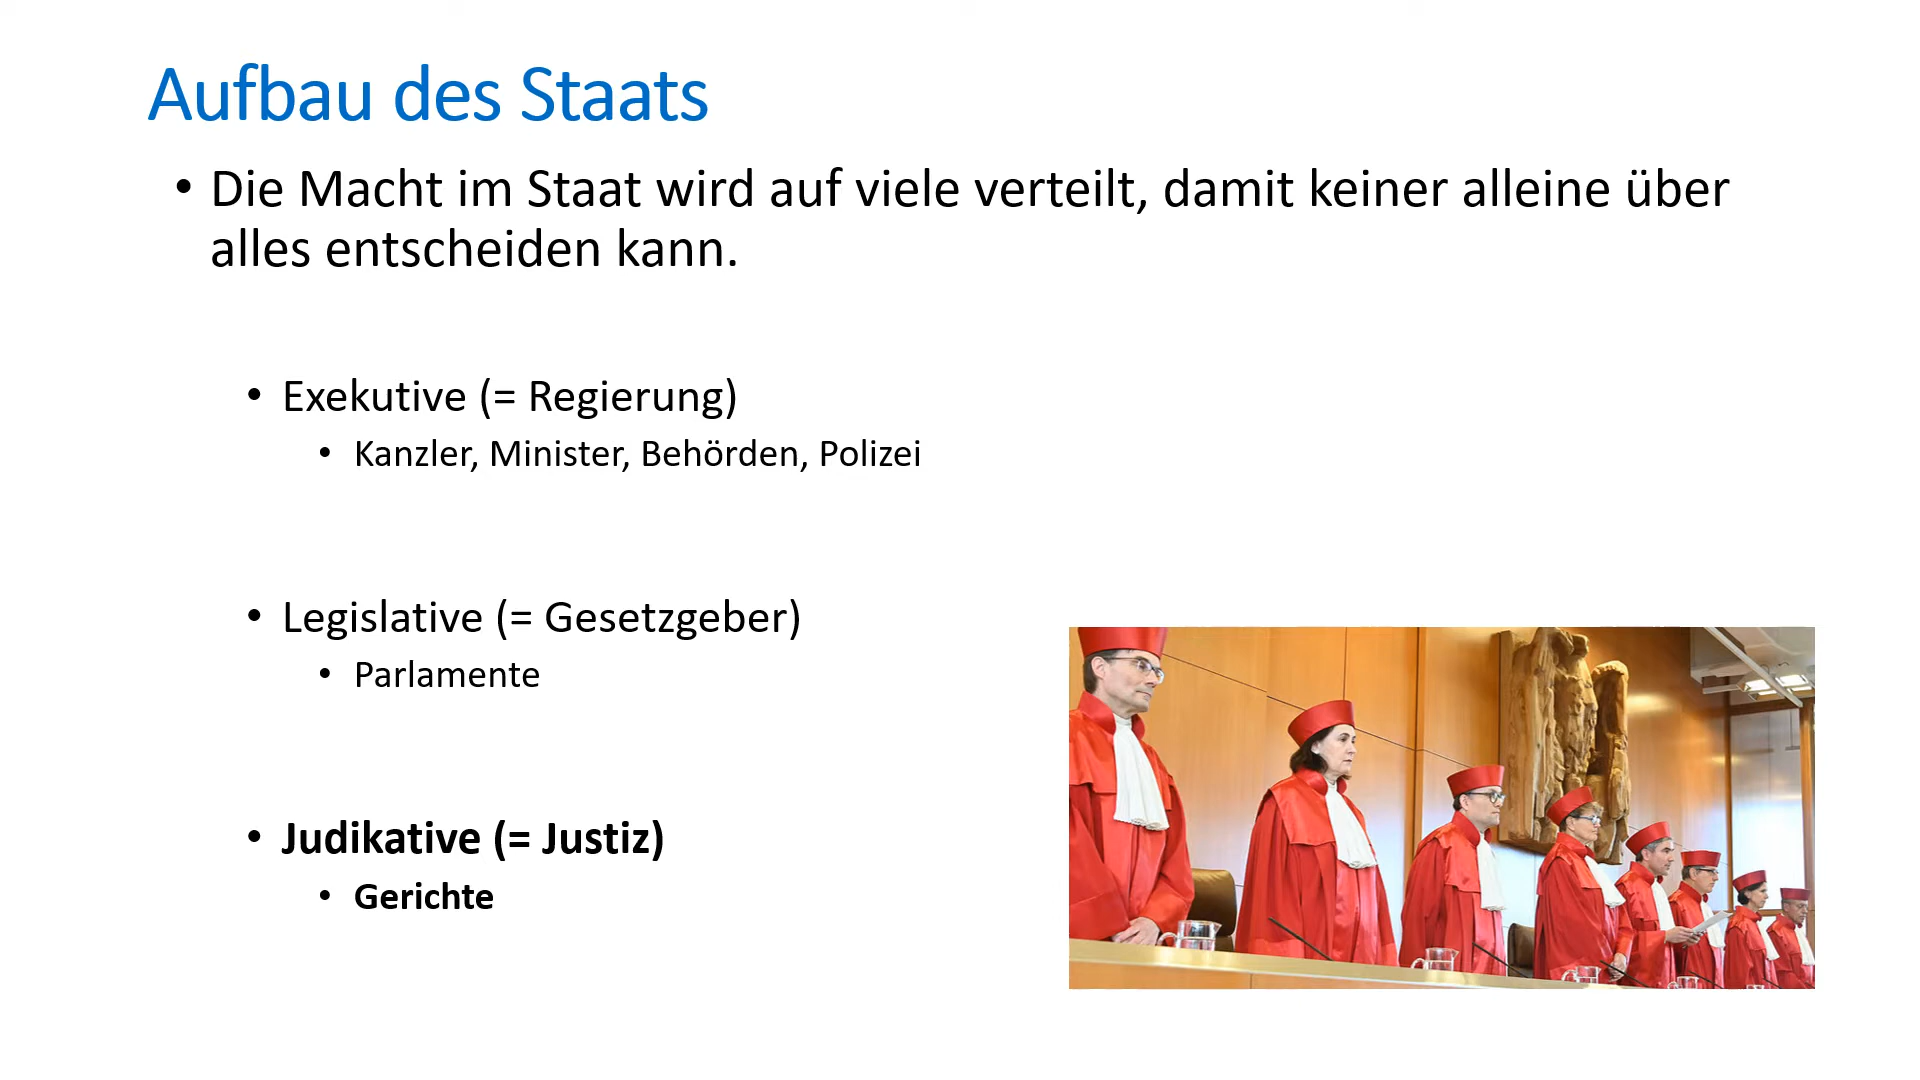 Aufbau des Staats
• Die Macht im Staat wird auf viele verteilt, damit keiner alleine über
alles entscheiden kann.
• Exekutive (= Regierung)
• Kanzler, Minister, Behörden, Polizei
• Legislative (= Gesetzgeber)
• Parlamente
• Judikative (= Justiz)
• Gerichte